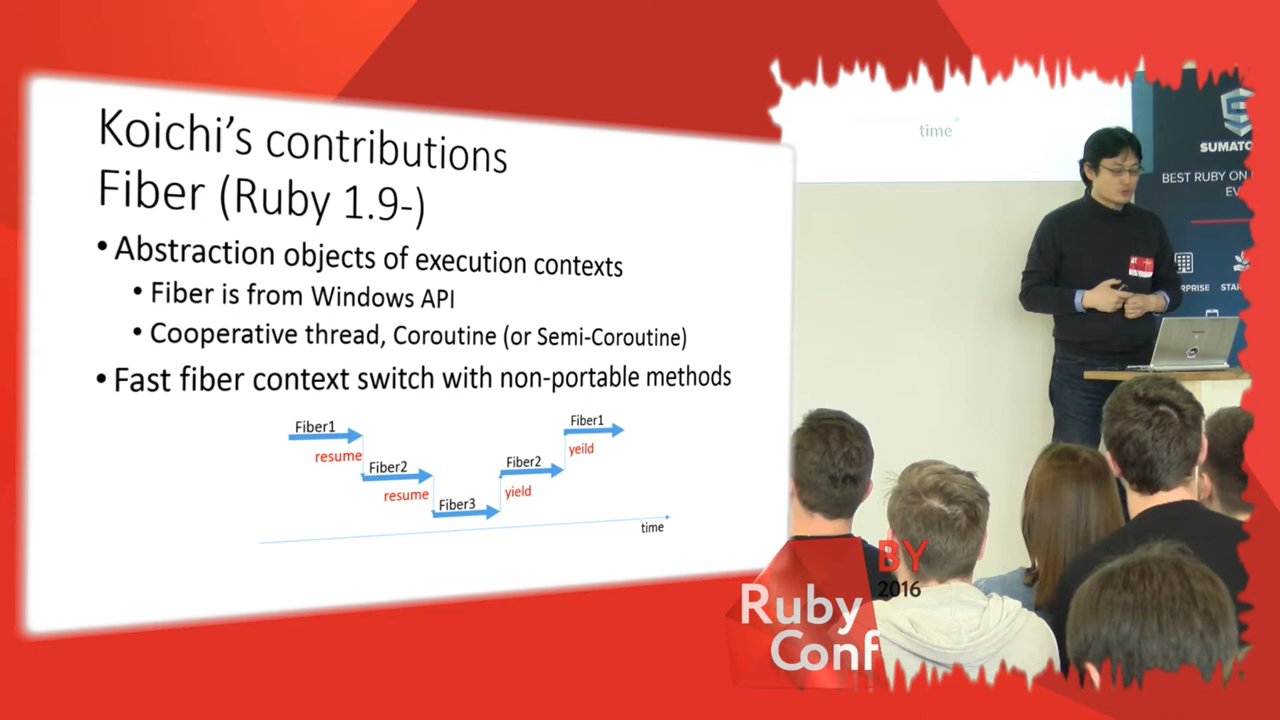 Koichi's contributions
Fiber (Ruby 1.9-)
• Abstraction objects of execution contexts
• Fiber is from Windows API
• Cooperative thread, Coroutine (or Semi-Coroutine)
• Fast fiber context switch with non-portable methods
Fiber1
resume
Fiber2
resume
Fiber3
yield
Fiber2
yeild
Fiber1
time
time
SUMATO
BEST RUBY ON
EV
STAR
BY
2016
Ruby
Conf